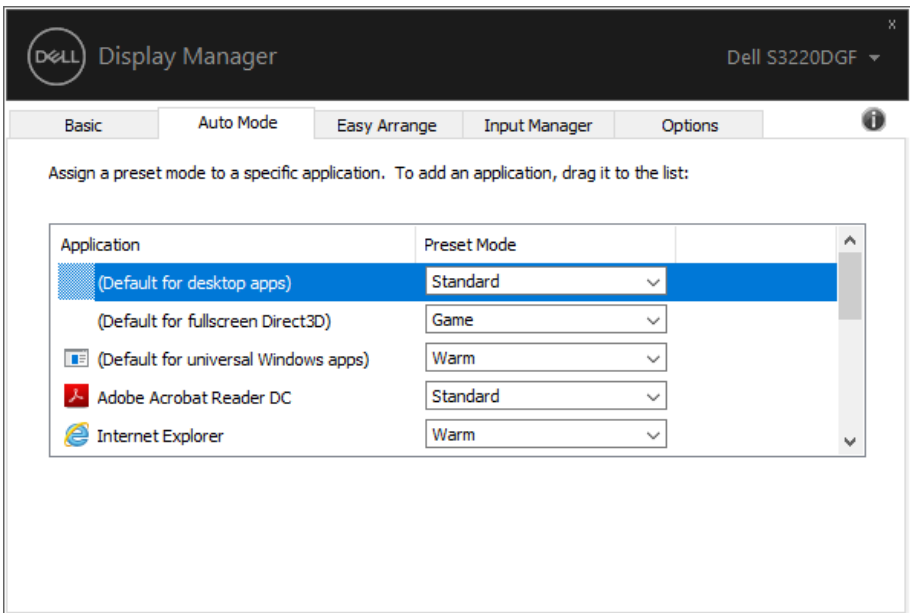 DELL Display Manager
x
Dell S3220DGF
Basic Auto Mode Easy Arrange Input Manager Options
Assign a preset mode to a specific application. To add an application, drag it to the list:
Application Preset Mode
(Default for desktop apps) Standard
(Default for fullscreen Direct3D) Game
(Default for universal Windows apps) Warm
Adobe Acrobat Reader DC Standard
Internet Explorer Warm